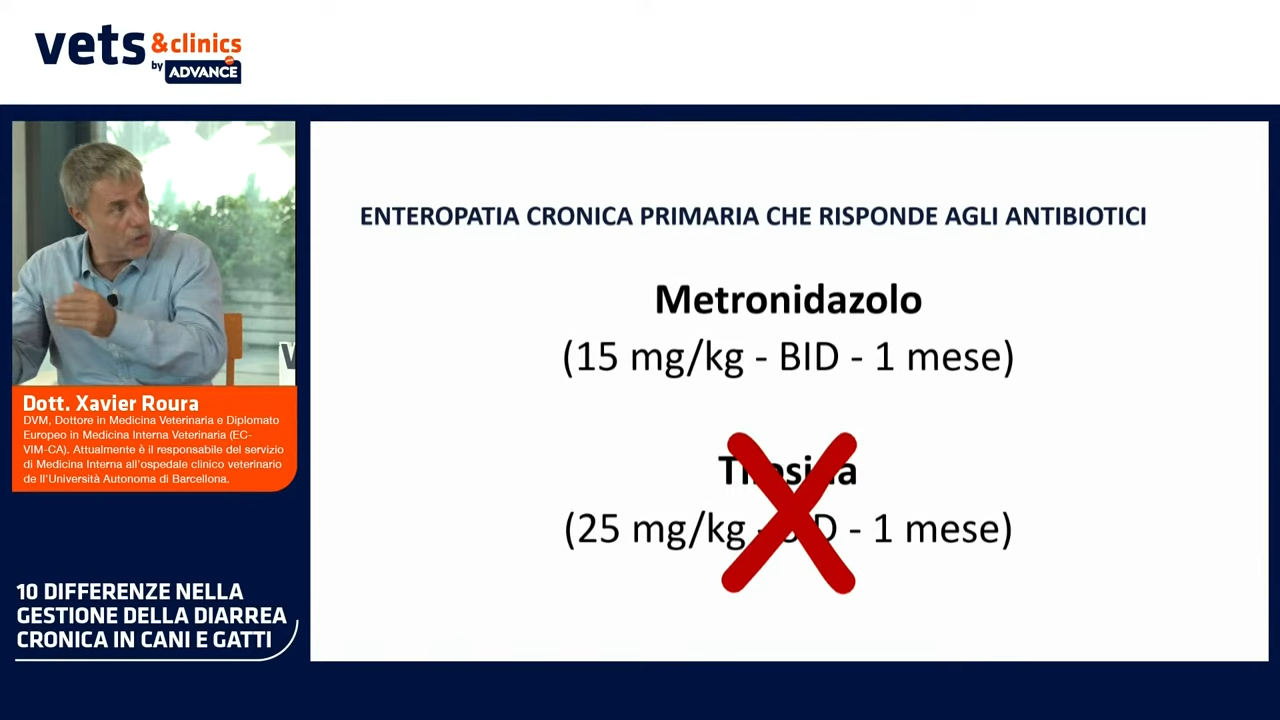 vets &clinics
by ADVANCE
ENTEROPATIA CRONICA PRIMARIA CHE RISPONDE AGLI ANTIBIOTICI
Metronidazolo
(15 mg/kg - BID - 1 mese)
(25 mg/kg - BID - 1 mese)
Dott. Xavier Roura
DVM, Dottore in Medicina Veterinaria e Diplomato
Europeo in Medicina Interna Veterinaria (EC-
VIM-CA). Attualmente è il responsabile del servizio
di Medicina Interna all'ospedale clinico veterinario
de ll'Università Autonoma di Barcellona.
10 DIFFERENZE NELLA
GESTIONE DELLA DIARREA
CRONICA IN CANI E GATTI